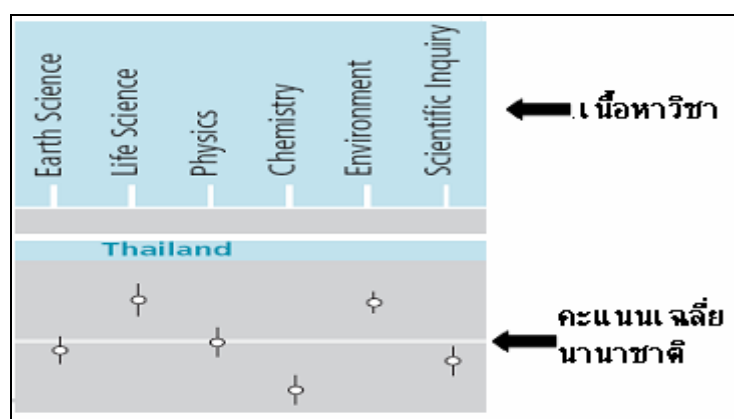 Earth Science
Life Science
Physics
Chemistry
Environment
Scientific Inquiry
เนื้อหาวิชา
Thailand
คะแนนเฉลี่ย
นานาชาติ